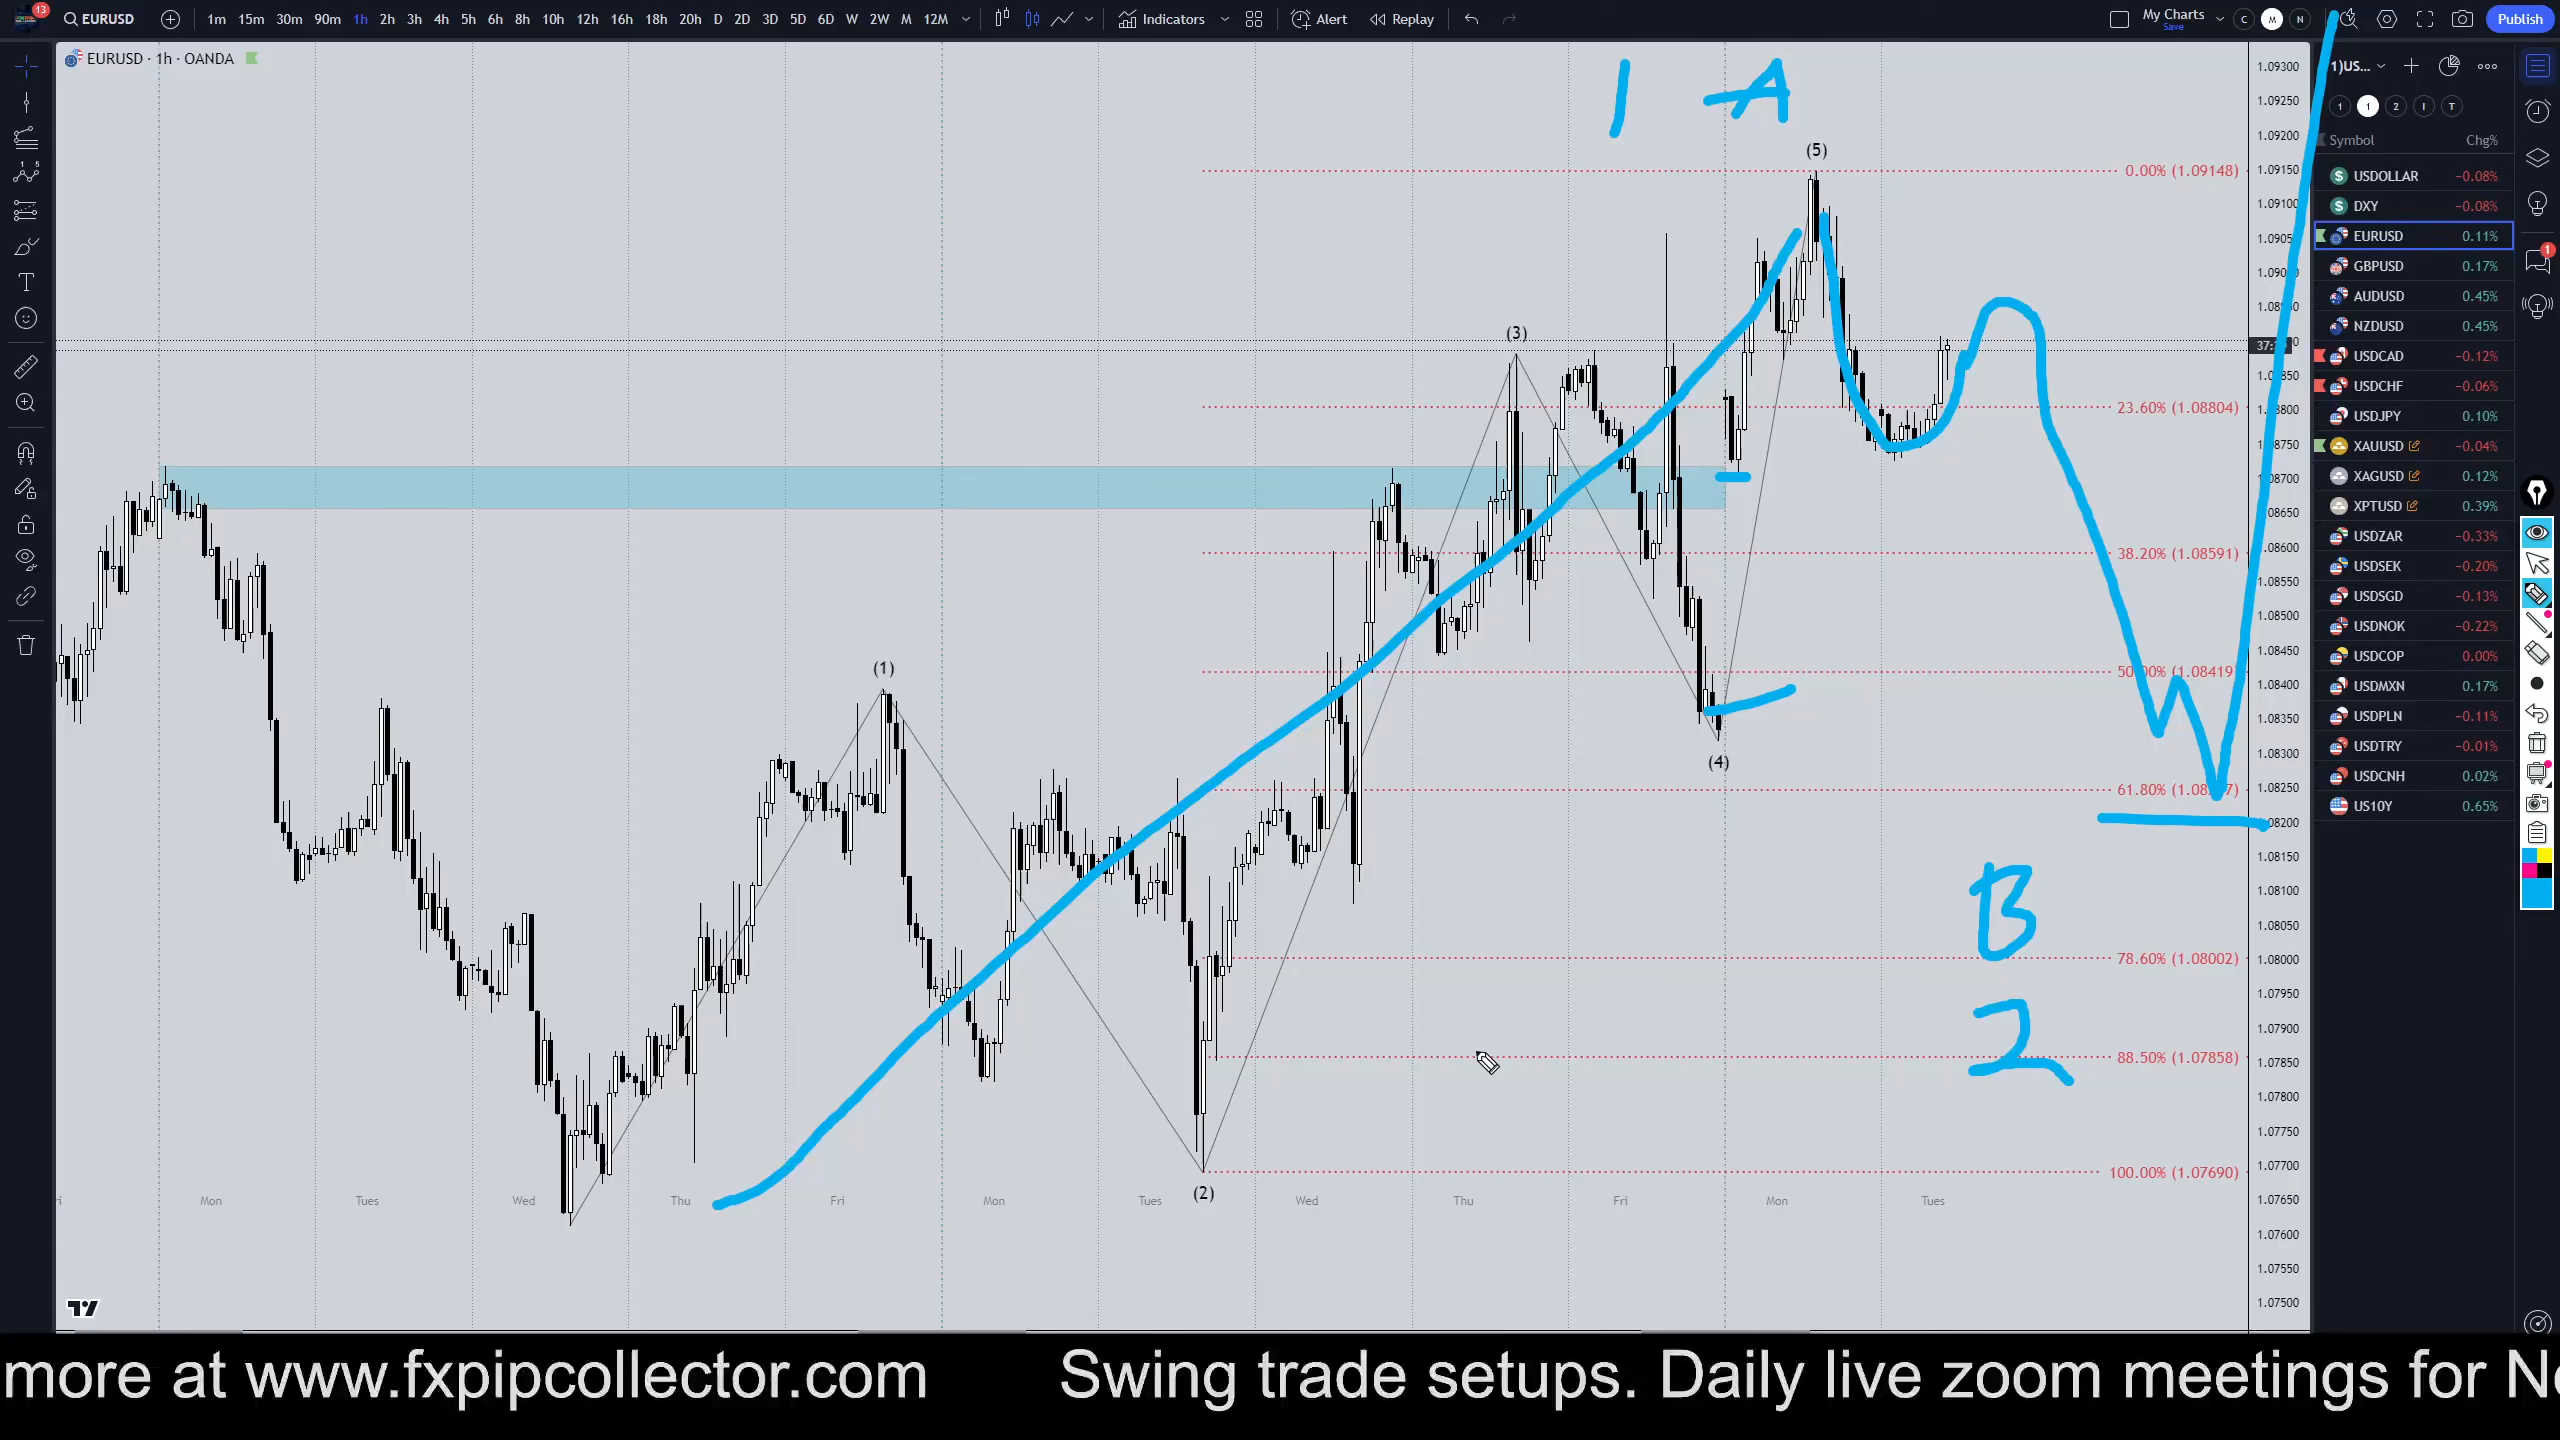 13
EURUSD
1m 15m 30m 90m 1h 2h 3h 4h 5h 6h 8h 10h 12h 16h 18h 20h D 2D 3D 5D 6D W 2W M 12M
Indicators
Alert
Replay
My Charts
Save
C M N
Publish
EURUSD · 1h · OANDA
1 A
(5)
(3)
(1)
(4)
(2)
0.00% (1.09148)
23.60% (1.08804)
38.20% (1.08591)
61.80%
78.60% (1.08002)
88.50% (1.07858)
100.00% (1.07690)
B
2
Mon Tues Wed Thu Fri Mon Tues Wed Thu Fri Mon Tues
1.09300
1.09250
1.09200
1.09150
1.09100
1.08700
1.08650
1.08600
1.08550
1.08500
1.08450
1.08400
1.08350
1.08300
1.08250
1.08200
1.08150
1.08100
1.08050
1.08000
1.07950
1.07900
1.07850
1.07800
1.07750
1.07700
1.07650
1.07600
1.07550
1.07500
1)US...
1 1 2 I T
Symbol Chg%
USDOLLAR −0.08%
DXY −0.08%
EURUSD 0.11%
GBPUSD 0.17%
AUDUSD 0.45%
NZDUSD 0.45%
USDCAD −0.12%
USDCHF −0.06%
USDJPY 0.10%
XAUUSD −0.04%
XAGUSD 0.12%
XPTUSD 0.39%
USDZAR −0.33%
USDSEK −0.20%
USDSGD −0.13%
USDNOK −0.22%
USDCOP 0.00%
USDMXN 0.17%
USDPLN −0.11%
USDTRY −0.01%
USDCNH 0.02%
US10Y 0.65%
1
more at www.fxpipcollector.com Swing trade setups. Daily live zoom meetings for